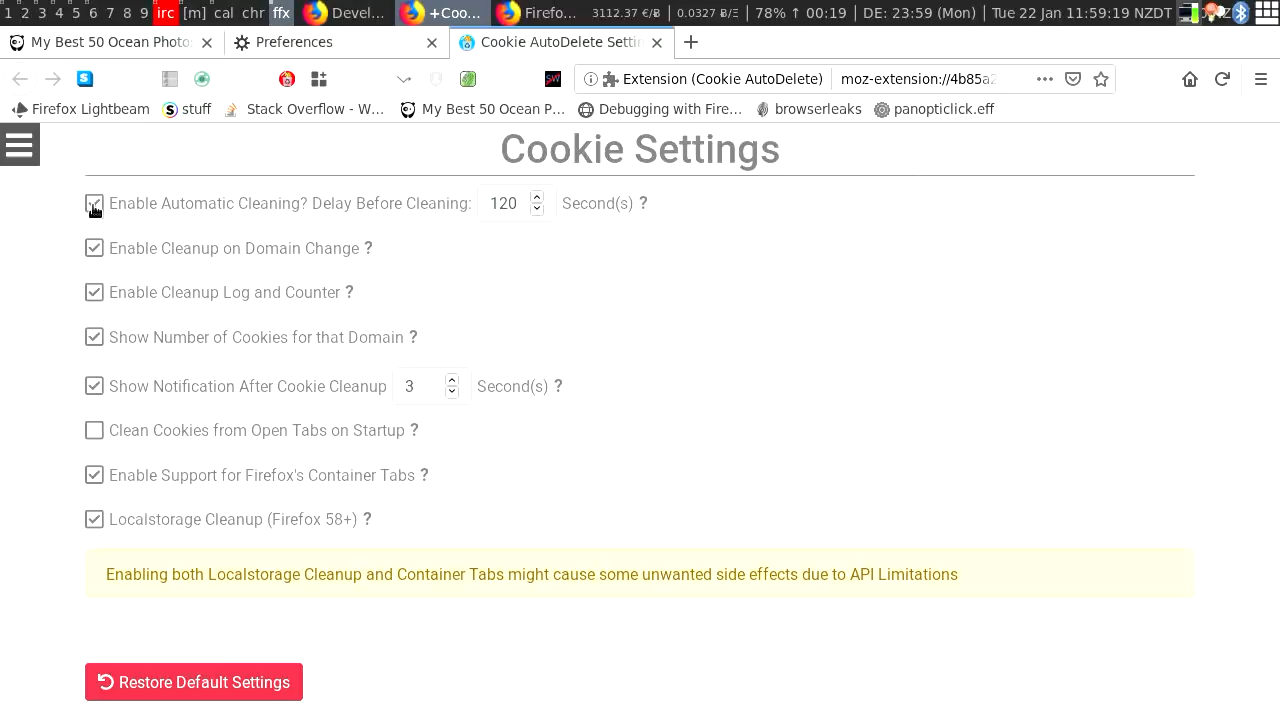 1 2 3 4 5 6 7 8 9 irc [m] cal chr ffx Devel... +Coo... Firefo... 3112.37 €/Ƀ 0.0327 Ƀ/Ξ 78% ↑ 00:19 DE: 23:59 (Mon) Tue 22 Jan 11:59:19 NZDT
My Best 50 Ocean Photo Preferences Cookie AutoDelete Settin
Extension (Cookie AutoDelete) moz-extension://4b85a2
Firefox Lightbeam stuff Stack Overflow - W... My Best 50 Ocean P... Debugging with Fire... browserleaks panopticlick.eff
Cookie Settings
Enable Automatic Cleaning? Delay Before Cleaning: 120 Second(s) ?
Enable Cleanup on Domain Change ?
Enable Cleanup Log and Counter ?
Show Number of Cookies for that Domain ?
Show Notification After Cookie Cleanup 3 Second(s) ?
Clean Cookies from Open Tabs on Startup ?
Enable Support for Firefox's Container Tabs ?
Localstorage Cleanup (Firefox 58+) ?
Enabling both Localstorage Cleanup and Container Tabs might cause some unwanted side effects due to API Limitations
Restore Default Settings